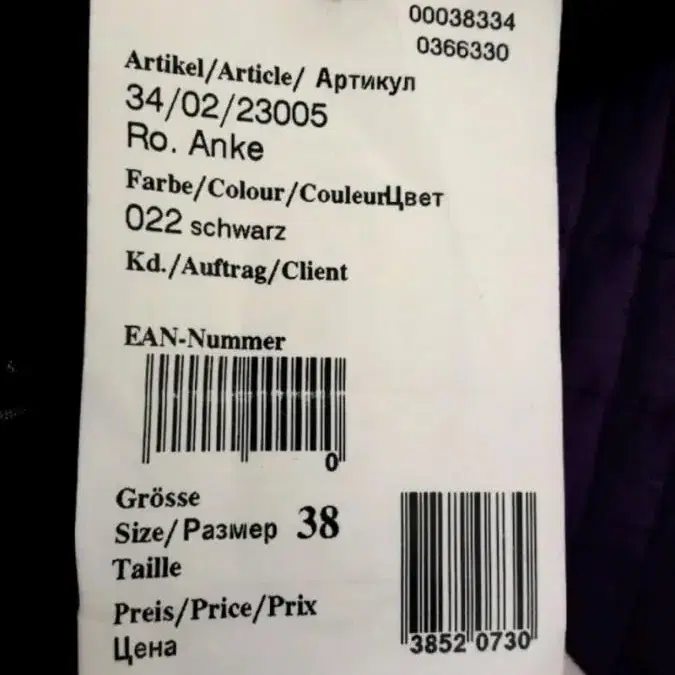 00038334
0366330
Artikel/Article/ Артикул
34/02/23005
Ro. Anke
Farbe/Colour/CouleurЦвет
022 schwarz
Kd./Auftrag/Client
EAN-Nummer
0
Grösse
Size/Размер 38
Taille
Preis/Price/Prix
Цена
3852 0730